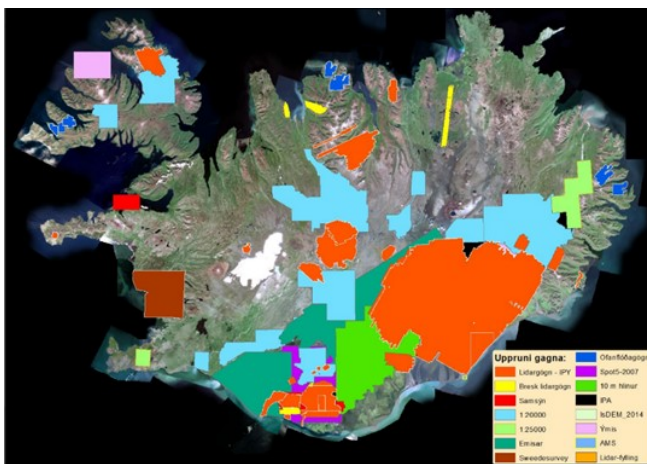 Uppruni gagna:
Lidargögn - IPY
Bresk lidargögn
Samsýn
1:20000
1:25000
Emisar
Swedesurvey
Ofanflóðagögn
Spot5-2007
10 m línur
IPA
IsDEM_2014
Ýmis
AMS
Lidar-fylling